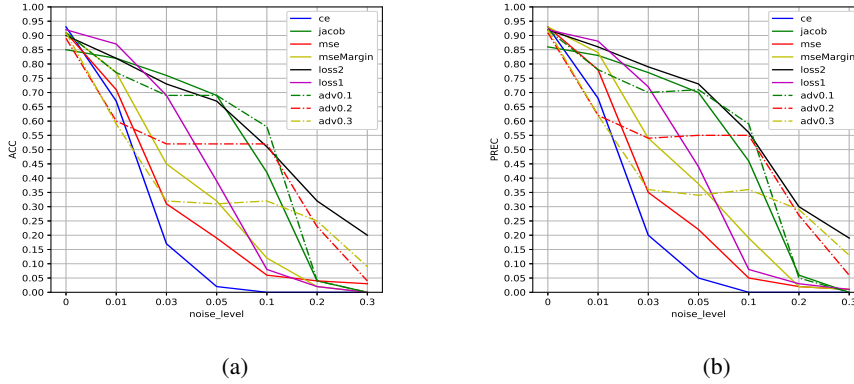 1.00
0.95
0.90
0.85
0.80
0.75
0.70
0.65
0.60
0.55
0.50
0.45
0.40
0.35
0.30
0.25
0.20
0.15
0.10
0.05
0.00
ACC
0 0.01 0.03 0.05 0.1 0.2 0.3
noise_level
ce
jacob
mse
mseMargin
loss2
loss1
adv0.1
adv0.2
adv0.3
(a)
1.00
0.95
0.90
0.85
0.80
0.75
0.70
0.65
0.60
0.55
0.50
0.45
0.40
0.35
0.30
0.25
0.20
0.15
0.10
0.05
0.00
PREC
0 0.01 0.03 0.05 0.1 0.2 0.3
noise_level
ce
jacob
mse
mseMargin
loss2
loss1
adv0.1
adv0.2
adv0.3
(b)